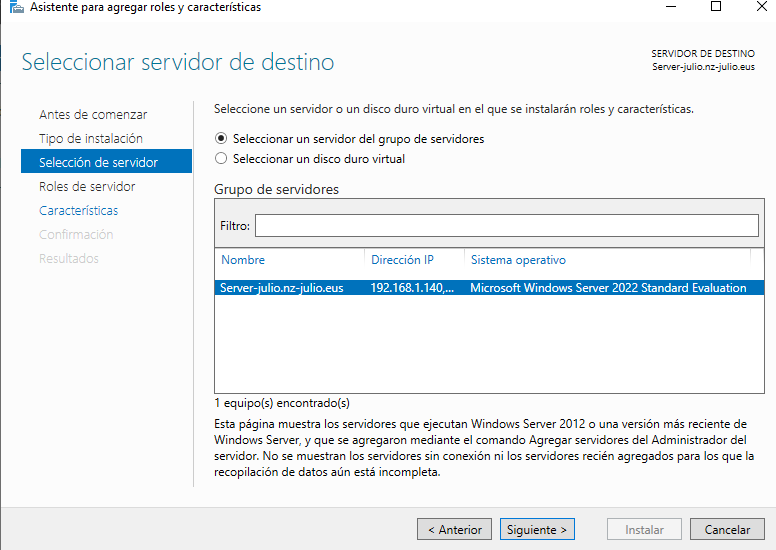 Asistente para agregar roles y características
Seleccionar servidor de destino
SERVIDOR DE DESTINO
Server-julio.nz-julio.eus
Antes de comenzar
Tipo de instalación
Selección de servidor
Roles de servidor
Características
Confirmación
Resultados
Seleccione un servidor o un disco duro virtual en el que se instalarán roles y características.
Seleccionar un servidor del grupo de servidores
Seleccionar un disco duro virtual
Grupo de servidores
Filtro:
Nombre Dirección IP Sistema operativo
Server-julio.nz-julio.eus 192.168.1.140,... Microsoft Windows Server 2022 Standard Evaluation
1 equipo(s) encontrado(s)
Esta página muestra los servidores que ejecutan Windows Server 2012 o una versión más reciente de
Windows Server, y que se agregaron mediante el comando Agregar servidores del Administrador del
servidor. No se muestran los servidores sin conexión ni los servidores recién agregados para los que la
recopilación de datos aún está incompleta.
< Anterior Siguiente > Instalar Cancelar